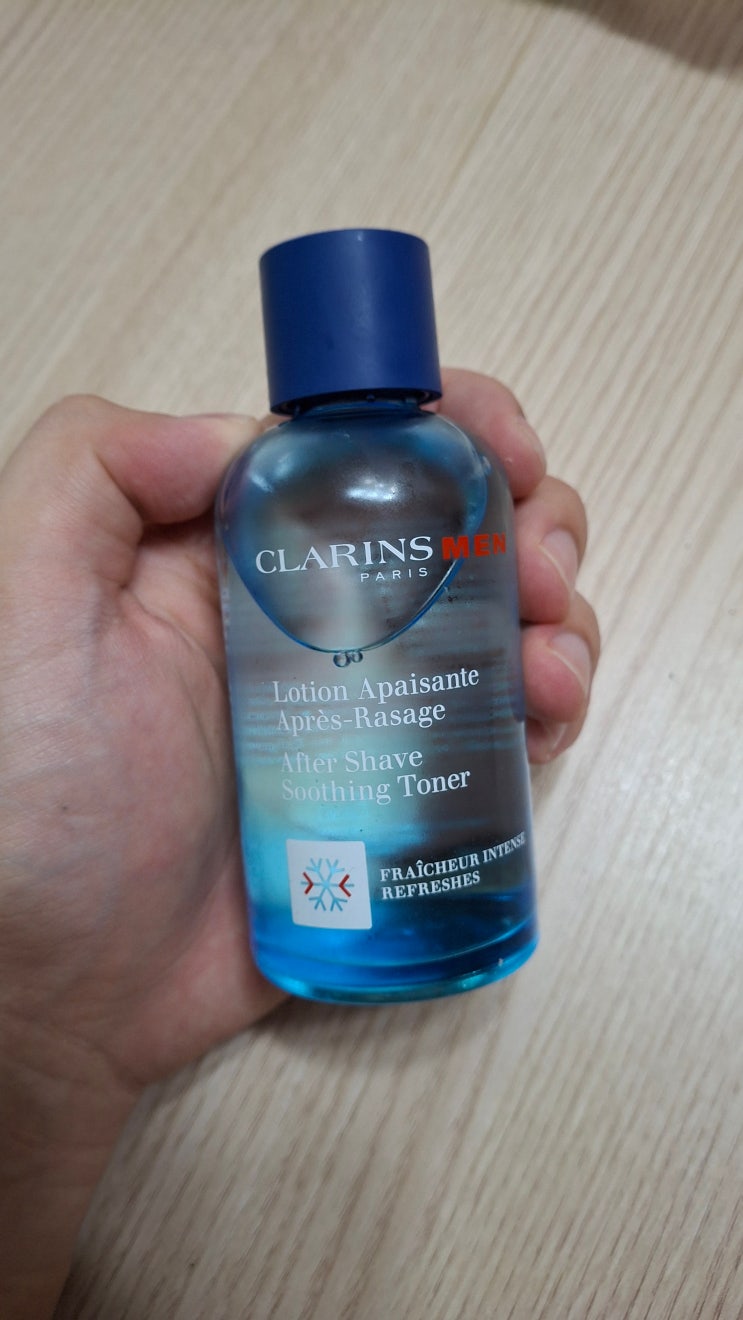 CLARINS MEN
PARIS
Lotion Apaisante
Après-Rasage
After Shave
Soothing Toner
FRAÎCHEUR INTENSE
REFRESHES